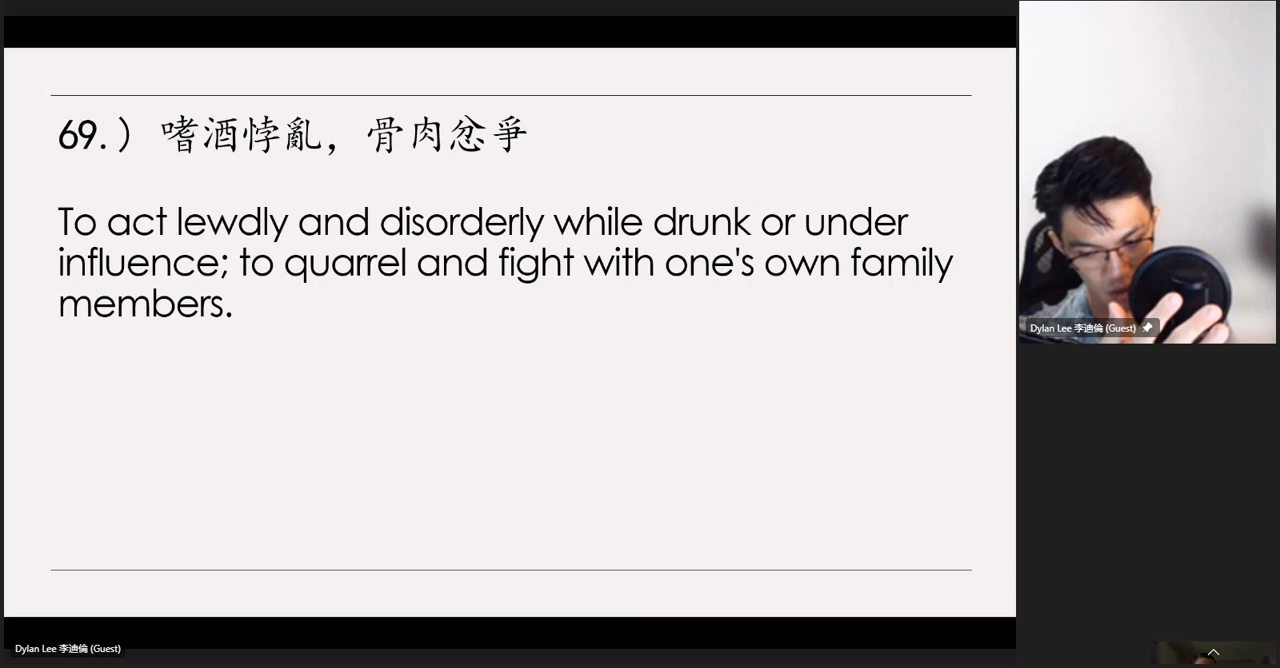 69.）嗜酒悖亂，骨肉忿爭
To act lewdly and disorderly while drunk or under
influence; to quarrel and fight with one's own family
members.
Dylan Lee 李迪倫 (Guest)
Dylan Lee 李迪倫 (Guest)